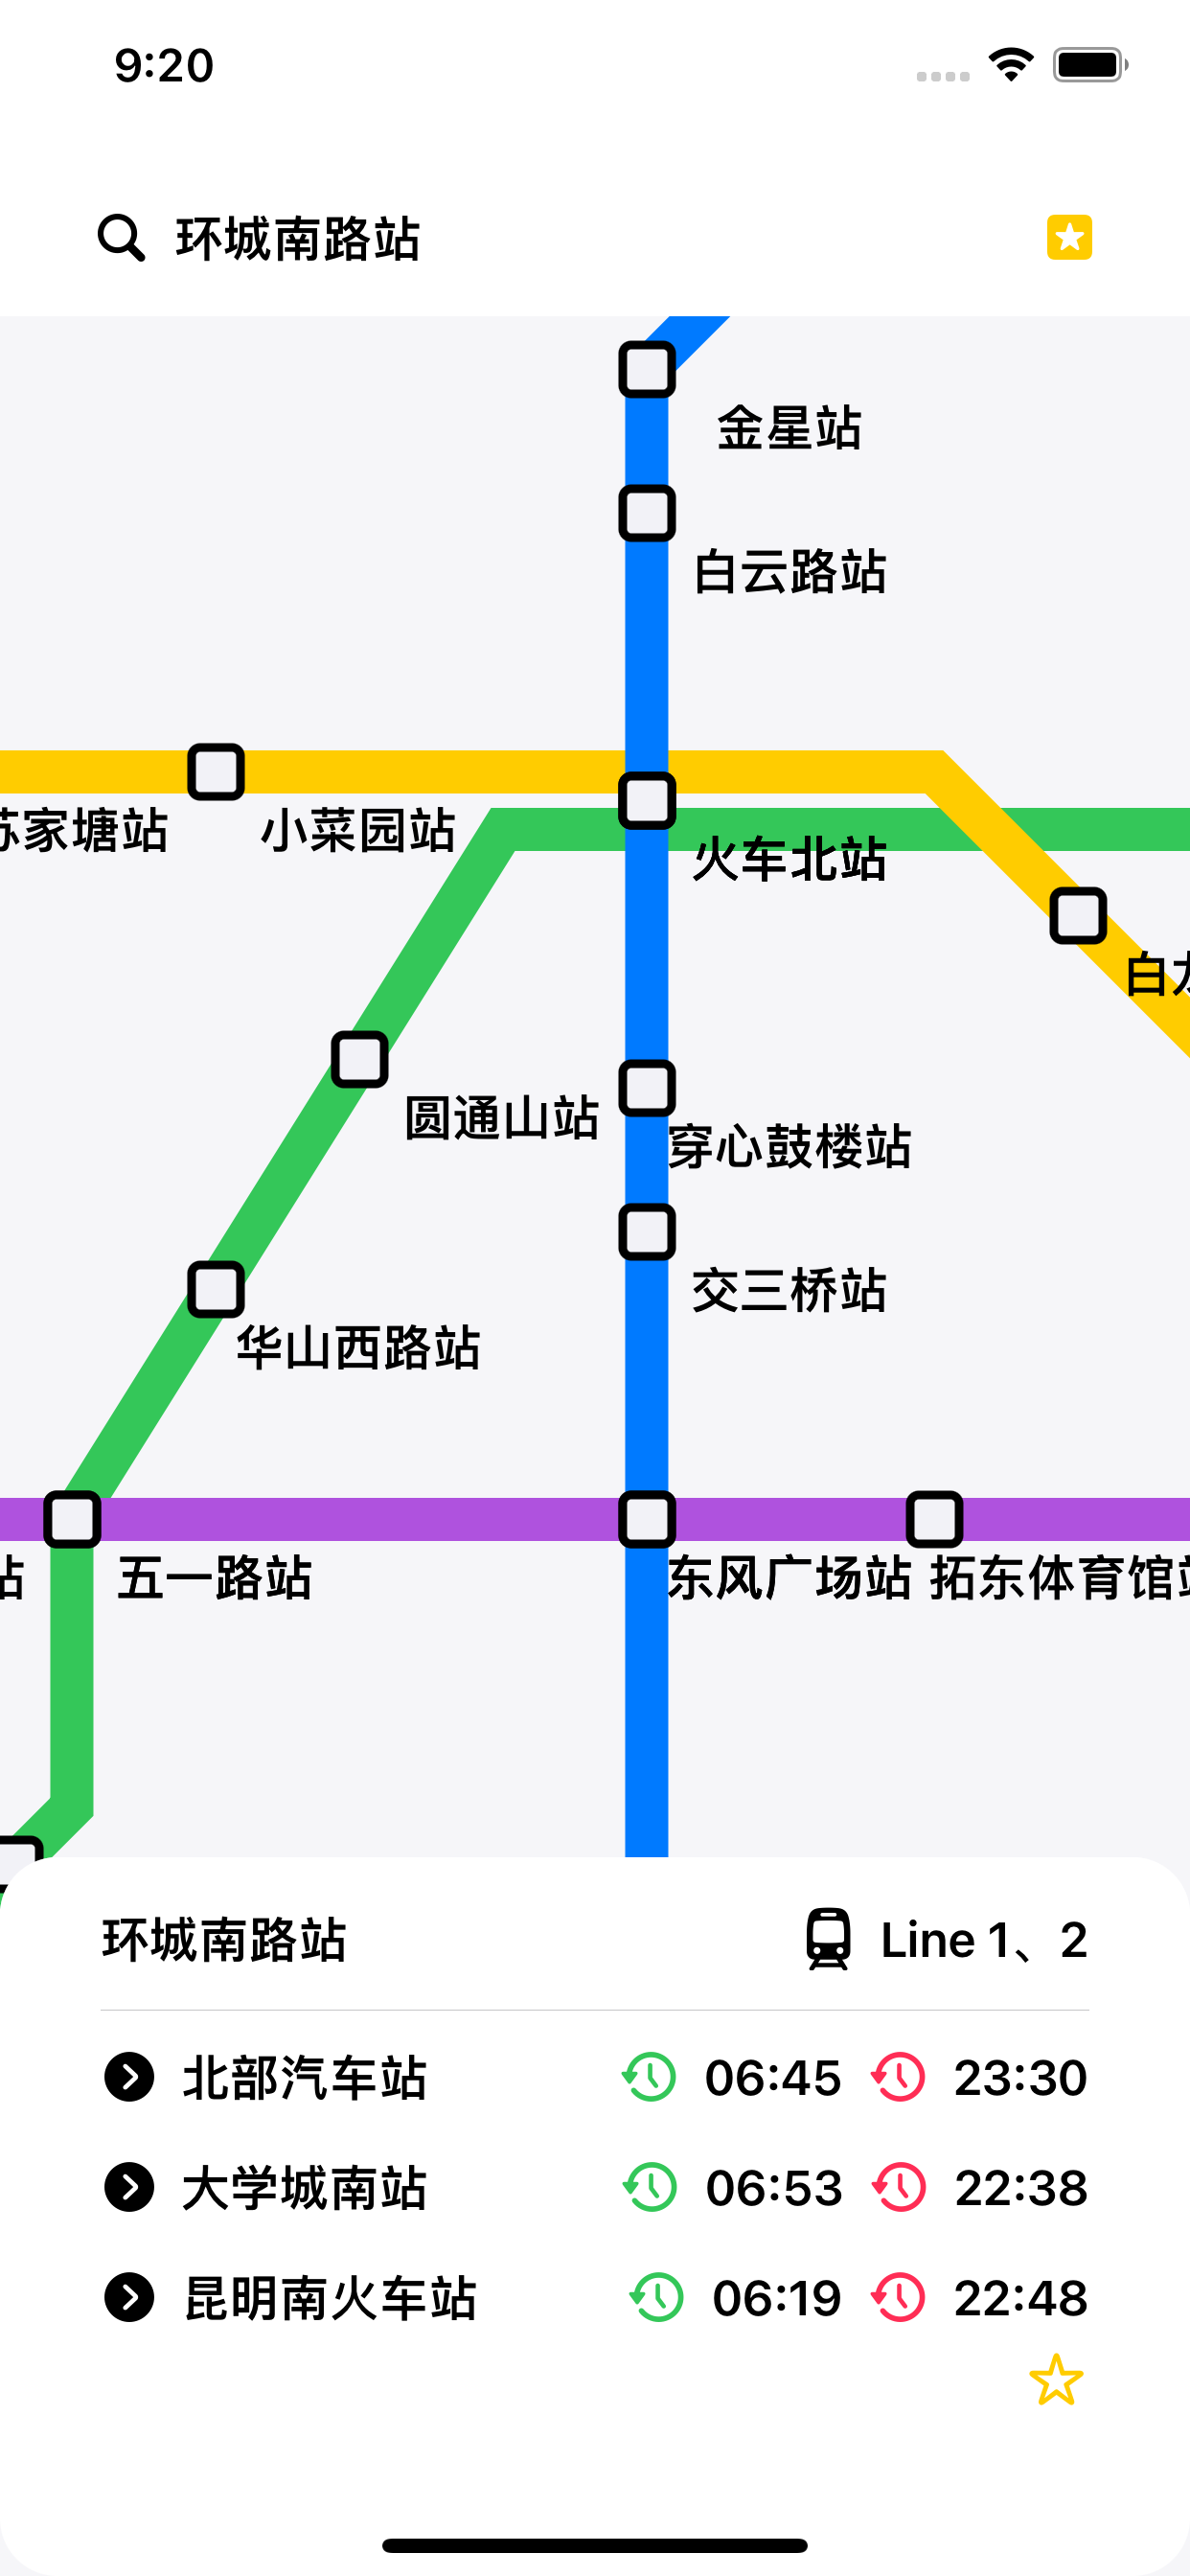 9:20
环城南路站
金星站
白云路站
家塘站
小菜园站
火车北站
白
圆通山站
穿心鼓楼站
交三桥站
华山西路站
站
五一路站
东风广场站
拓东体育馆站
环城南路站
Line 1、2
北部汽车站 06:45 23:30
大学城南站 06:53 22:38
昆明南火车站 06:19 22:48